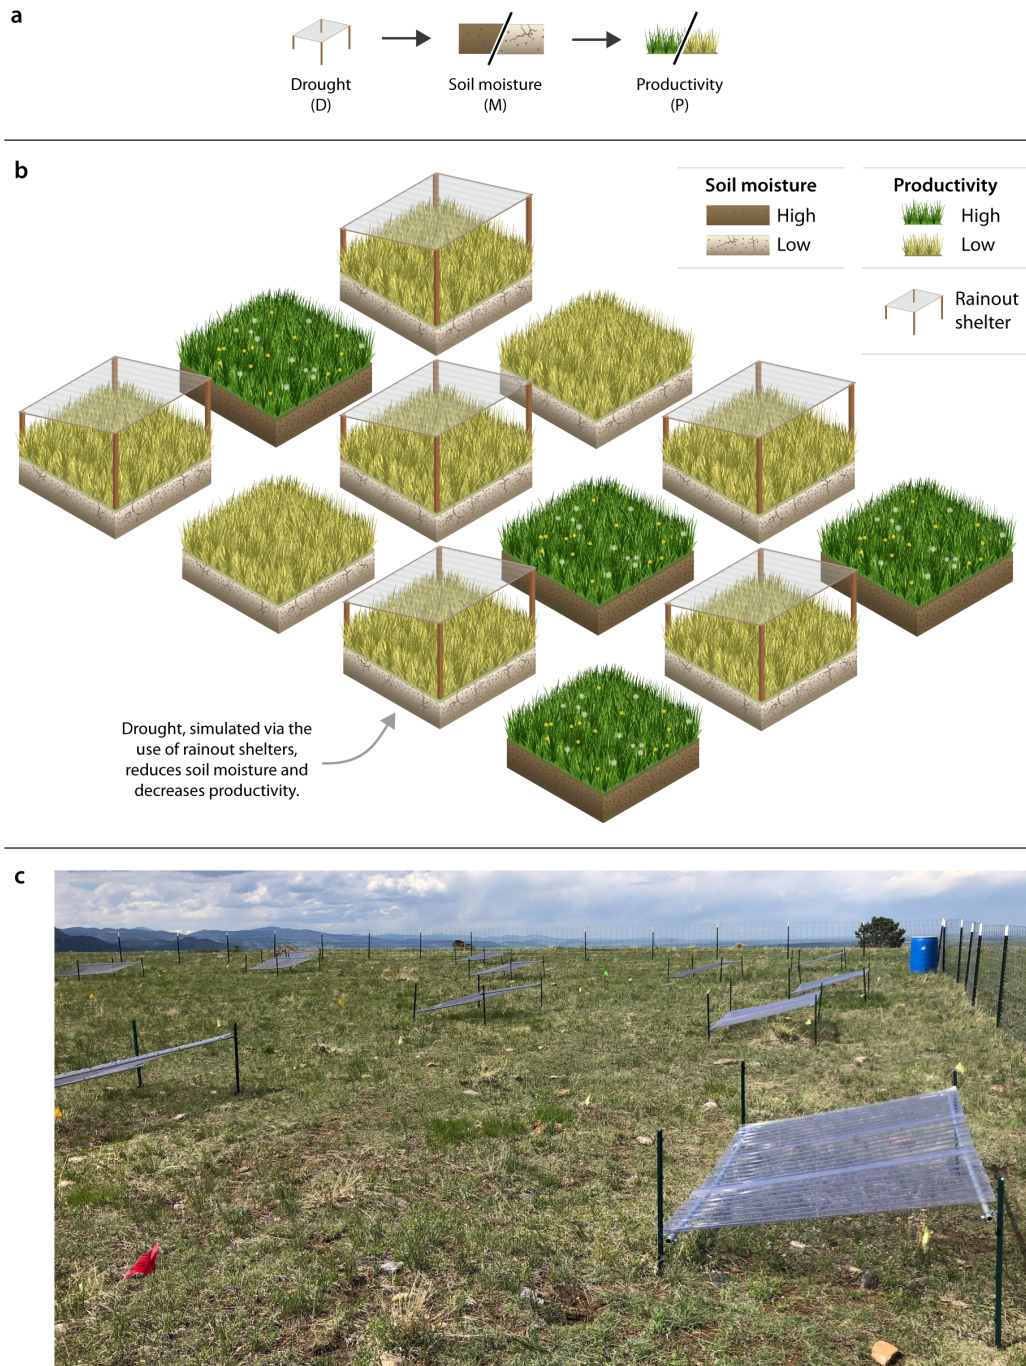 a
Drought
(D)
Soil moisture
(M)
Productivity
(P)
b
Soil moisture
High
Low
Productivity
High
Low
Rainout
shelter
Drought, simulated via the
use of rainout shelters,
reduces soil moisture and
decreases productivity.
c